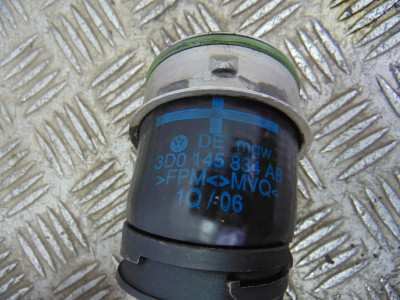 DE mgw
3D0 145 834 AB
>FPM<>MVQ<
1Q / 06